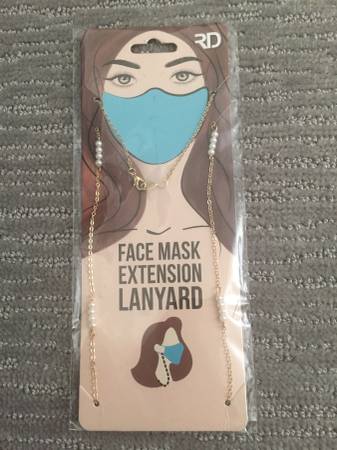 RD
FACE MASK
EXTENSION
LANYARD